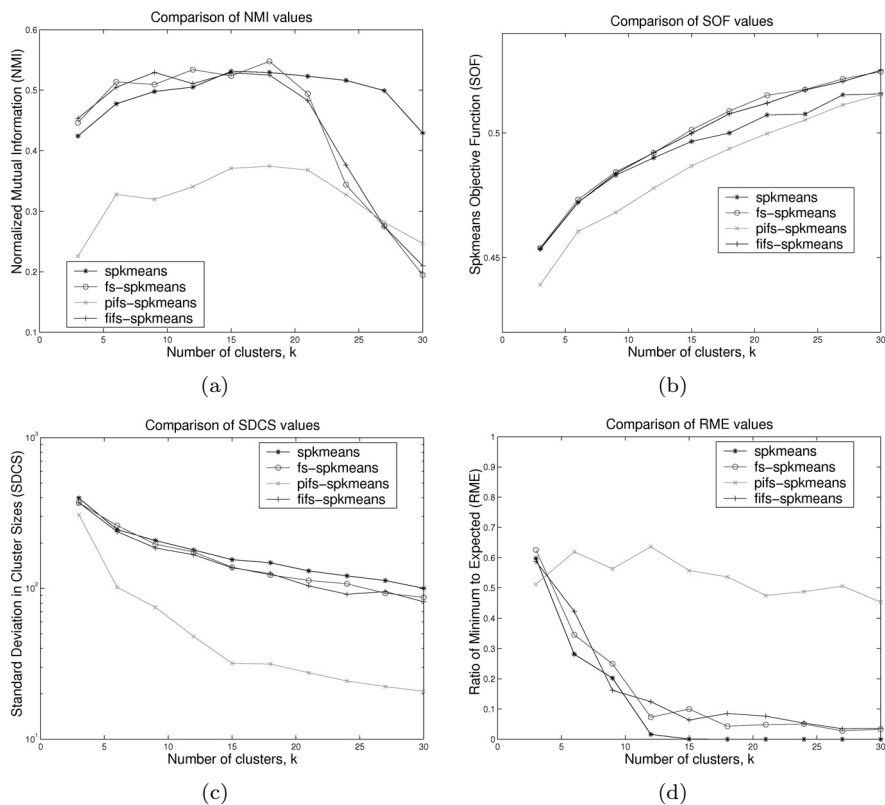 Comparison of NMI values
0.6
0.5
0.4
0.3
0.2
0.1
Normalized Mutual Information (NMI)
spkmeans
fs−spkmeans
pifs−spkmeans
fifs−spkmeans
0 5 10 15 20 25 30
Number of clusters, k
(a)
Comparison of SOF values
0.5
0.45
Spkmeans Objective Function (SOF)
spkmeans
fs−spkmeans
pifs−spkmeans
fifs−spkmeans
0 5 10 15 20 25 30
Number of clusters, k
(b)
Comparison of SDCS values
10^3
10^2
10^1
Standard Deviation in Cluster Sizes (SDCS)
spkmeans
fs−spkmeans
pifs−spkmeans
fifs−spkmeans
0 5 10 15 20 25 30
Number of clusters, k
(c)
Comparison of RME values
1
0.9
0.8
0.7
0.6
0.5
0.4
0.3
0.2
0.1
0
Ratio of Minimum to Expected (RME)
spkmeans
fs−spkmeans
pifs−spkmeans
fifs−spkmeans
0 5 10 15 20 25 30
Number of clusters, k
(d)